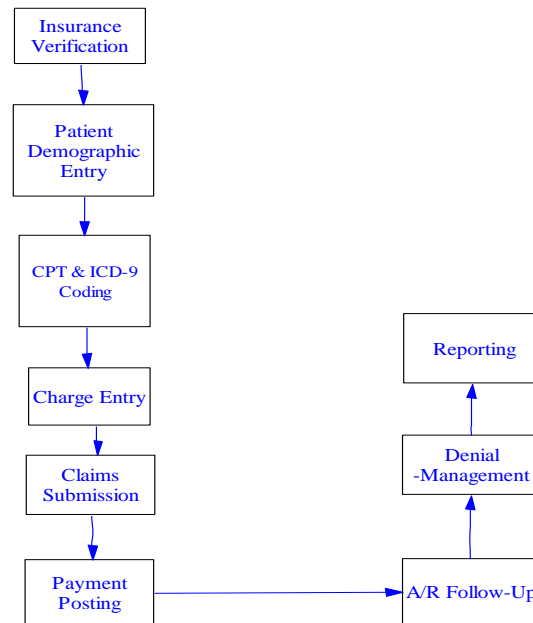 Insurance
Verification
Patient
Demographic
Entry
CPT & ICD-9
Coding
Charge Entry
Claims
Submission
Payment
Posting
A/R Follow-Up
Denial
-Management
Reporting